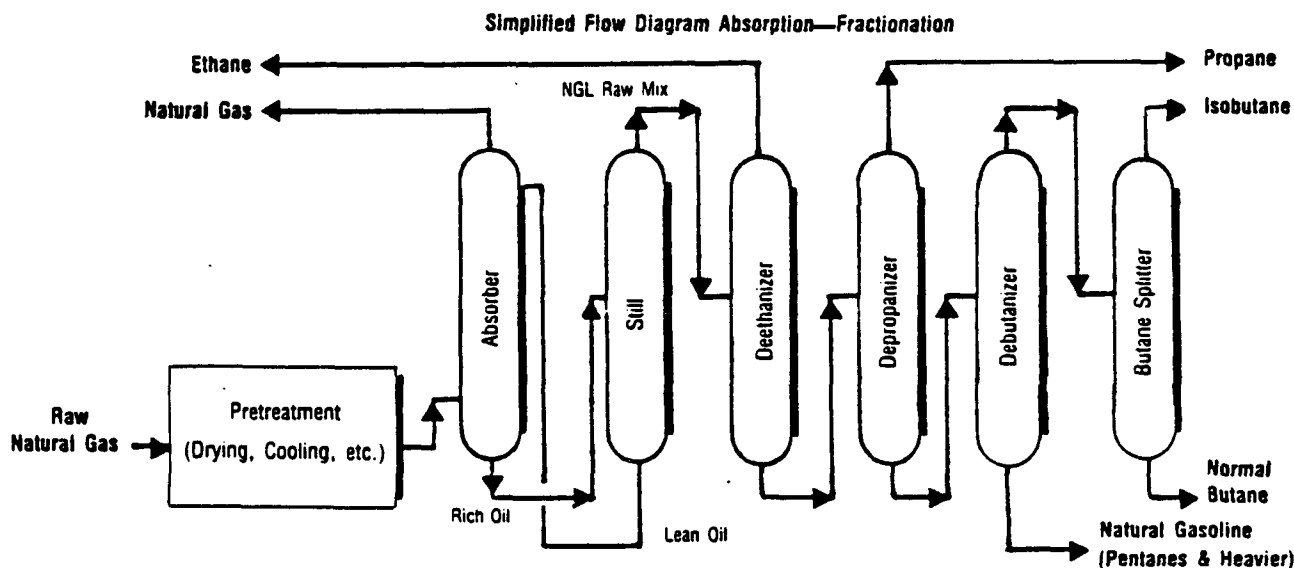 Simplified Flow Diagram Absorption—Fractionation
Ethane
Propane
NGL Raw Mix
Natural Gas
Isobutane
Absorber
Still
Deethanizer
Depropanizer
Debutanizer
Butane Splitter
Pretreatment
(Drying, Cooling, etc.)
Raw
Natural Gas
Rich Oil
Lean Oil
Normal
Butane
Natural Gasoline
(Pentanes & Heavier)